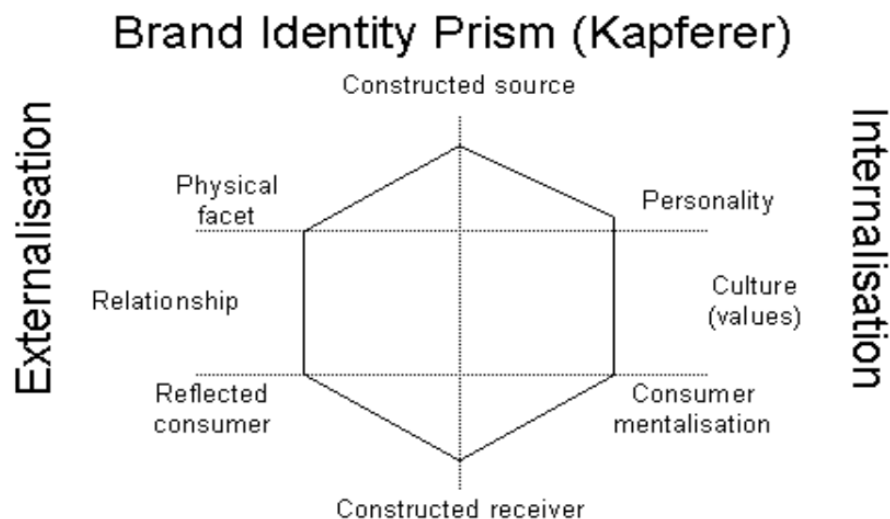 Brand Identity Prism (Kapferer)
Constructed source
Externalisation
Internalisation
Physical
facet
Personality
Relationship
Culture
(values)
Reflected
consumer
Consumer
mentalisation
Constructed receiver